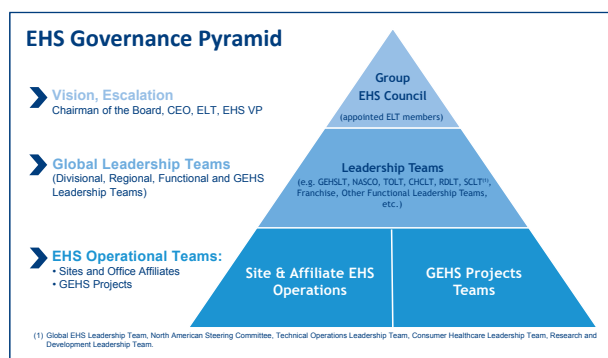 EHS Governance Pyramid
Vision, Escalation
Chairman of the Board, CEO, ELT, EHS VP
Global Leadership Teams
(Divisional, Regional, Functional and GEHS
Leadership Teams)
EHS Operational Teams:
• Sites and Office Affiliates
• GEHS Projects
Group
EHS Council
(appointed ELT members)
Leadership Teams
(e.g. GEHSLT, NASCO, TOLT, CHCLT, RDLT, SCLT(1),
Franchise, Other Functional Leadership Teams,
etc.)
Site & Affiliate EHS
Operations
GEHS Projects
Teams
(1) Global EHS Leadership Team, North American Steering Committee, Technical Operations Leadership Team, Consumer Healthcare Leadership Team, Research and
Development Leadership Team.